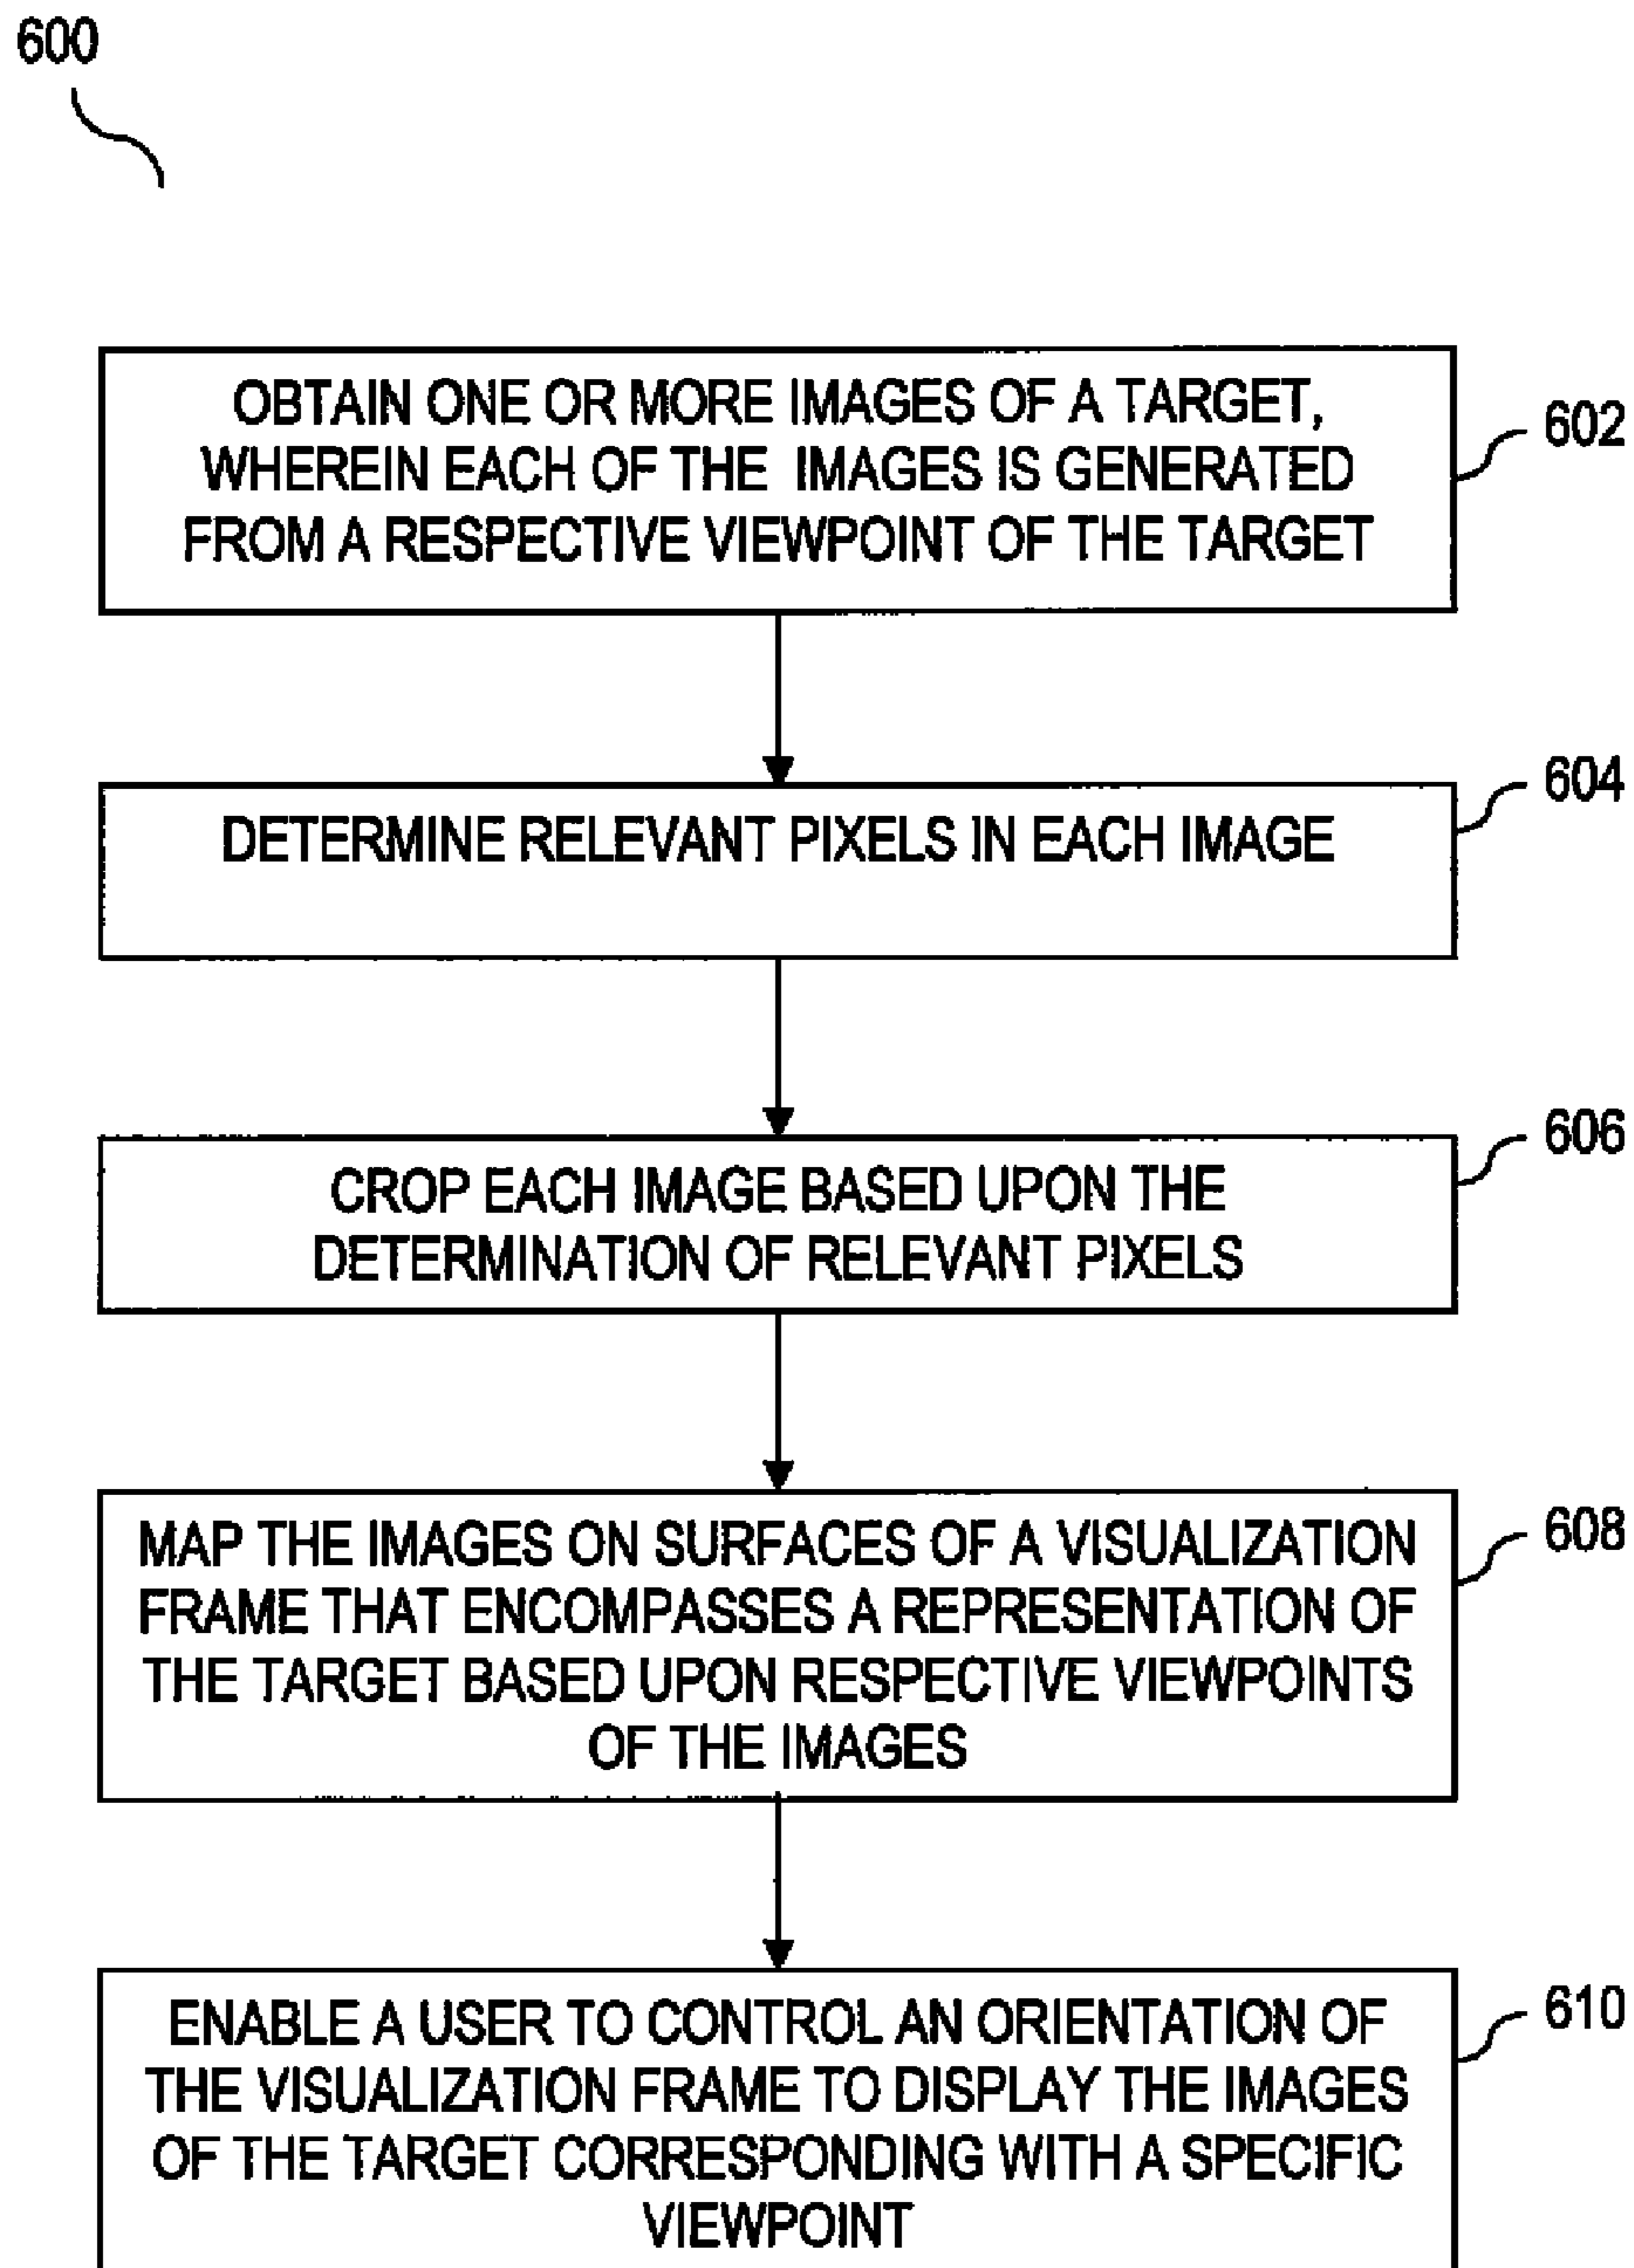 600
OBTAIN ONE OR MORE IMAGES OF A TARGET,
WHEREIN EACH OF THE IMAGES IS GENERATED
FROM A RESPECTIVE VIEWPOINT OF THE TARGET
602
DETERMINE RELEVANT PIXELS IN EACH IMAGE
604
CROP EACH IMAGE BASED UPON THE
DETERMINATION OF RELEVANT PIXELS
606
MAP THE IMAGES ON SURFACES OF A VISUALIZATION
FRAME THAT ENCOMPASSES A REPRESENTATION OF
THE TARGET BASED UPON RESPECTIVE VIEWPOINTS
OF THE IMAGES
608
ENABLE A USER TO CONTROL AN ORIENTATION OF
THE VISUALIZATION FRAME TO DISPLAY THE IMAGES
OF THE TARGET CORRESPONDING WITH A SPECIFIC
VIEWPOINT
610